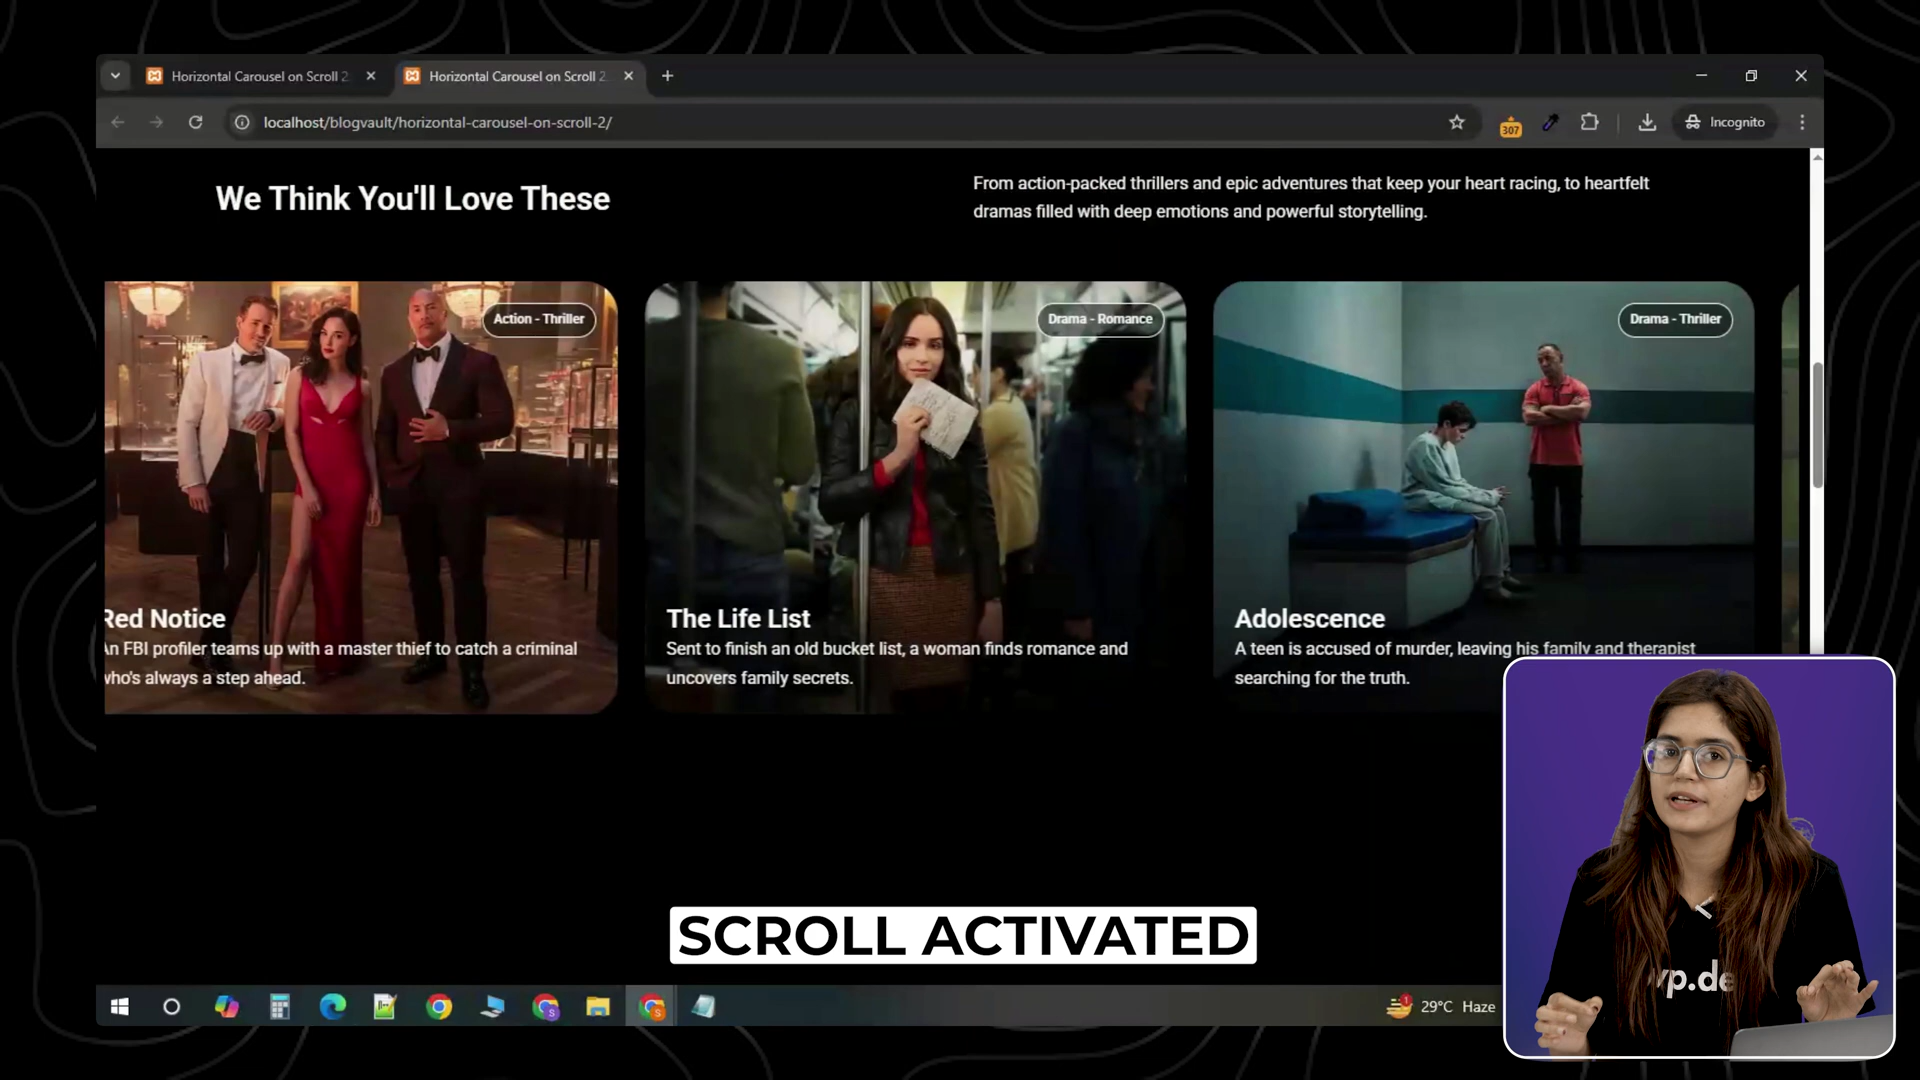 Horizontal Carousel on Scroll 2
Horizontal Carousel on Scroll 2
localhost/blogvault/horizontal-carousel-on-scroll-2/
307
Incognito
We Think You'll Love These
From action-packed thrillers and epic adventures that keep your heart racing, to heartfelt
dramas filled with deep emotions and powerful storytelling.
Action - Thriller
Red Notice
An FBI profiler teams up with a master thief to catch a criminal
who's always a step ahead.
Drama - Romance
The Life List
Sent to finish an old bucket list, a woman finds romance and
uncovers family secrets.
Drama - Thriller
Adolescence
A teen is accused of murder, leaving his family and therapist
searching for the truth.
SCROLL ACTIVATED
wp.de
S
S
1
29°C Haze